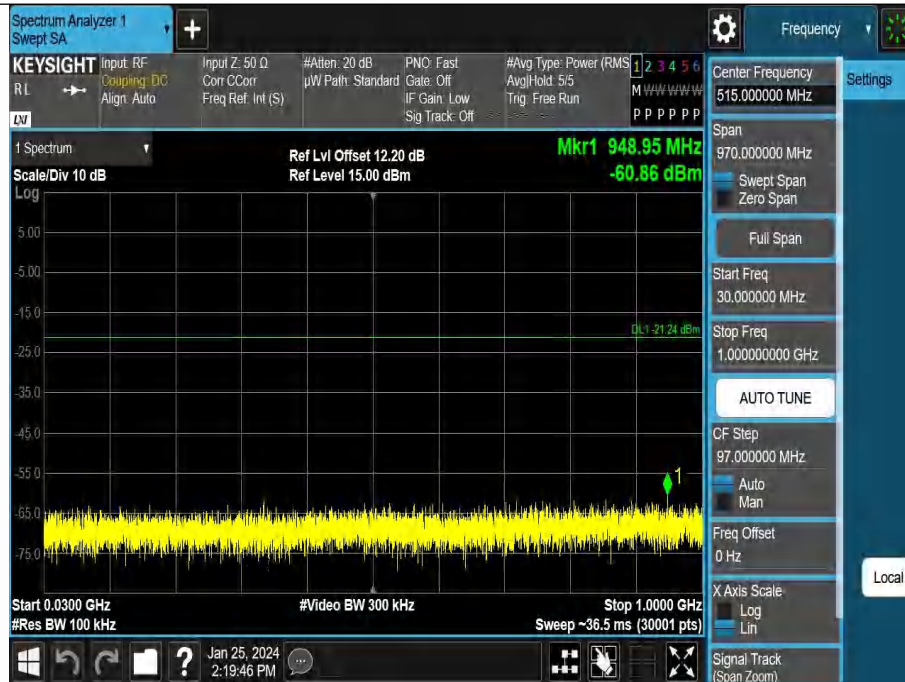 Spectrum Analyzer 1
Swept SA
+
Frequency
KEYSIGHT
Input: RF
Input Z: 50 Ω
#Atten: 20 dB
PNO: Fast
#Avg Type: Power (RMS
1 2 3 4 5 6
RL
Coupling: DC
Corr CCorr
µW Path: Standard
Gate: Off
Avg|Hold: 5/5
M W W W W W
Align: Auto
Freq Ref: Int (S)
IF Gain: Low
Trig: Free Run
LXI
Sig Track: Off
P P P P P P
1 Spectrum
Ref Lvl Offset 12.20 dB
Mkr1 948.95 MHz
Scale/Div 10 dB
Ref Level 15.00 dBm
-60.86 dBm
Log
5.00
-5.00
-15.0
DL1 -21.24 dBm
-25.0
-35.0
-45.0
-55.0
1
-65.0
-75.0
Start 0.0300 GHz
#Video BW 300 kHz
Stop 1.0000 GHz
#Res BW 100 kHz
Sweep ~36.5 ms (30001 pts)
?
Jan 25, 2024
2:19:46 PM
Center Frequency
515.000000 MHz
Settings
Span
970.000000 MHz
Swept Span
Zero Span
Full Span
Start Freq
30.000000 MHz
Stop Freq
1.000000000 GHz
AUTO TUNE
CF Step
97.000000 MHz
Auto
Man
Freq Offset
0 Hz
Local
X Axis Scale
Log
Lin
Signal Track
(Span Zoom)